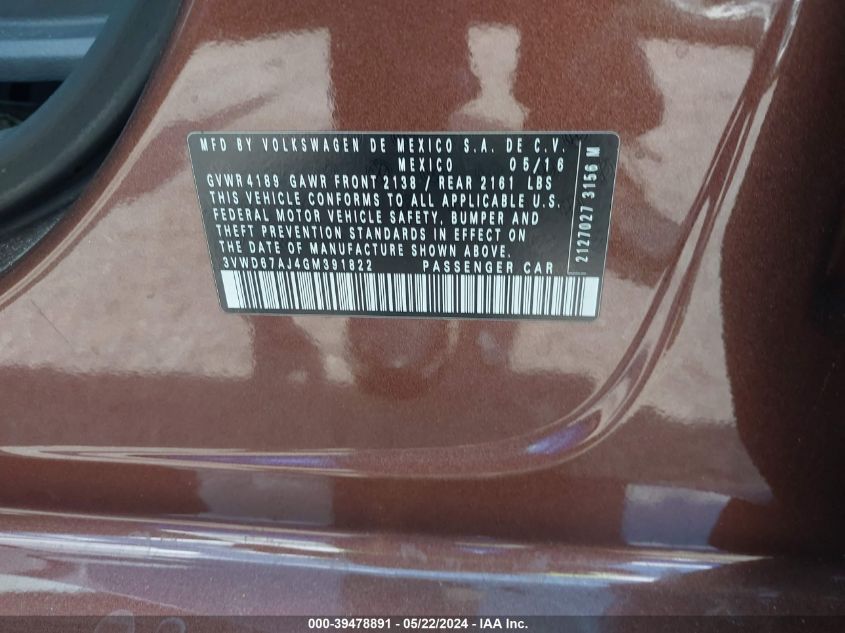 MFD BY VOLKSWAGEN DE MEXICO S.A. DE C.V.
MEXICO 05/16
GVWR 4189 GAWR FRONT 2138 / REAR 2161 LBS
THIS VEHICLE CONFORMS TO ALL APPLICABLE U.S.
FEDERAL MOTOR VEHICLE SAFETY, BUMPER AND
THEFT PREVENTION STANDARDS IN EFFECT ON
THE DATE OF MANUFACTURE SHOWN ABOVE.
3VWD67AJ4GM391822 PASSENGER CAR
2127027 3156 M
000-39478891 - 05/22/2024 - IAA Inc.